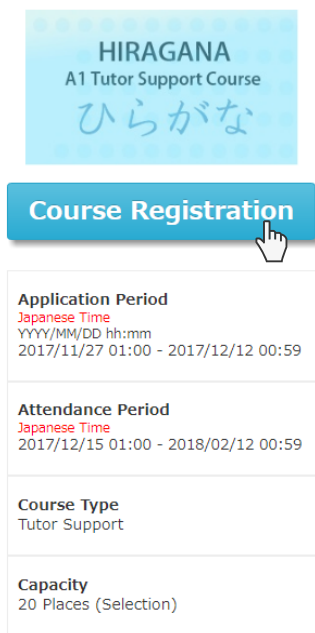 HIRAGANA
A1 Tutor Support Course
ひらがな
Course Registration
Application Period
Japanese Time
YYYY/MM/DD hh:mm
2017/11/27 01:00 - 2017/12/12 00:59
Attendance Period
Japanese Time
2017/12/15 01:00 - 2018/02/12 00:59
Course Type
Tutor Support
Capacity
20 Places (Selection)